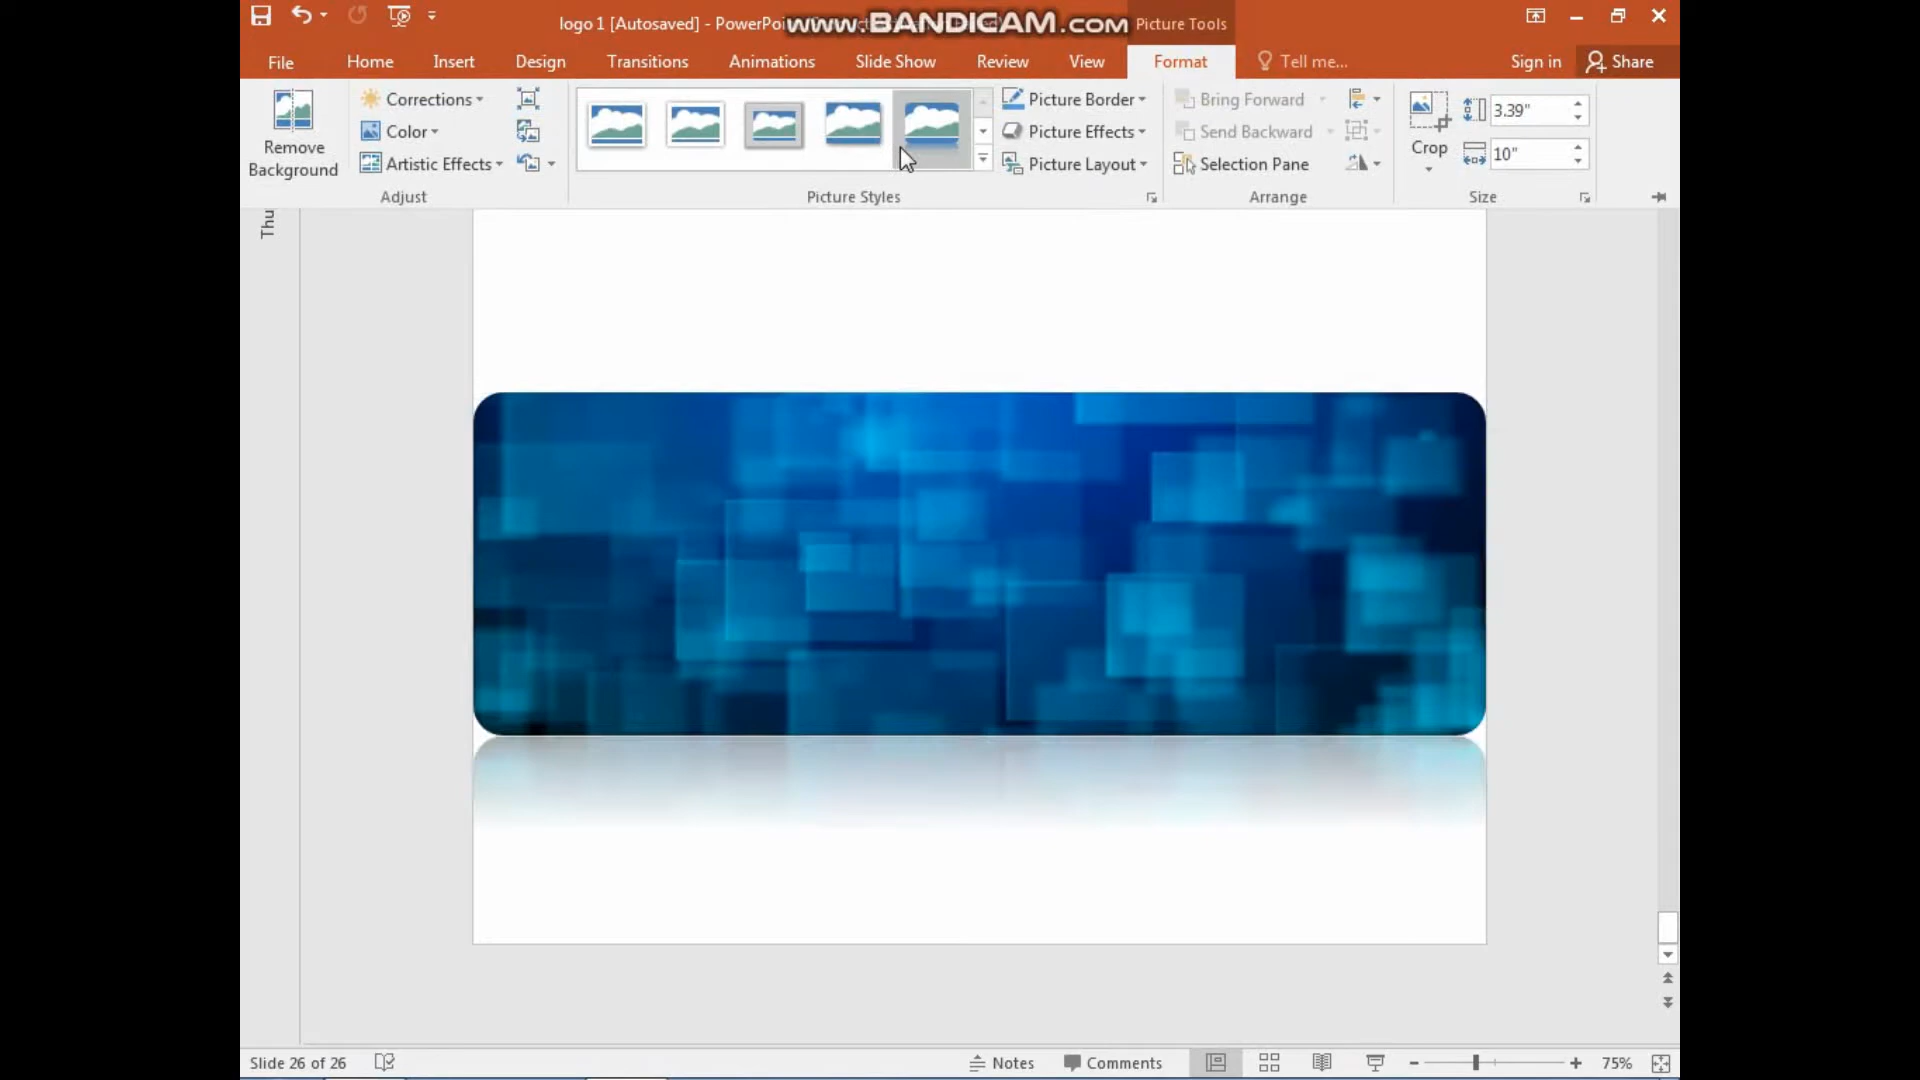 logo 1 [Autosaved] - PowerPoi
www.BANDICAM.com
Picture Tools
File Home Insert Design Transitions Animations Slide Show Review View Format Tell me... Sign in Share
Remove Background
Corrections
Color
Artistic Effects
Adjust
Picture Styles
Picture Border
Picture Effects
Picture Layout
Bring Forward
Send Backward
Selection Pane
Arrange
Crop
3.39"
10"
Size
Thu
Slide 26 of 26
Notes
Comments
75%